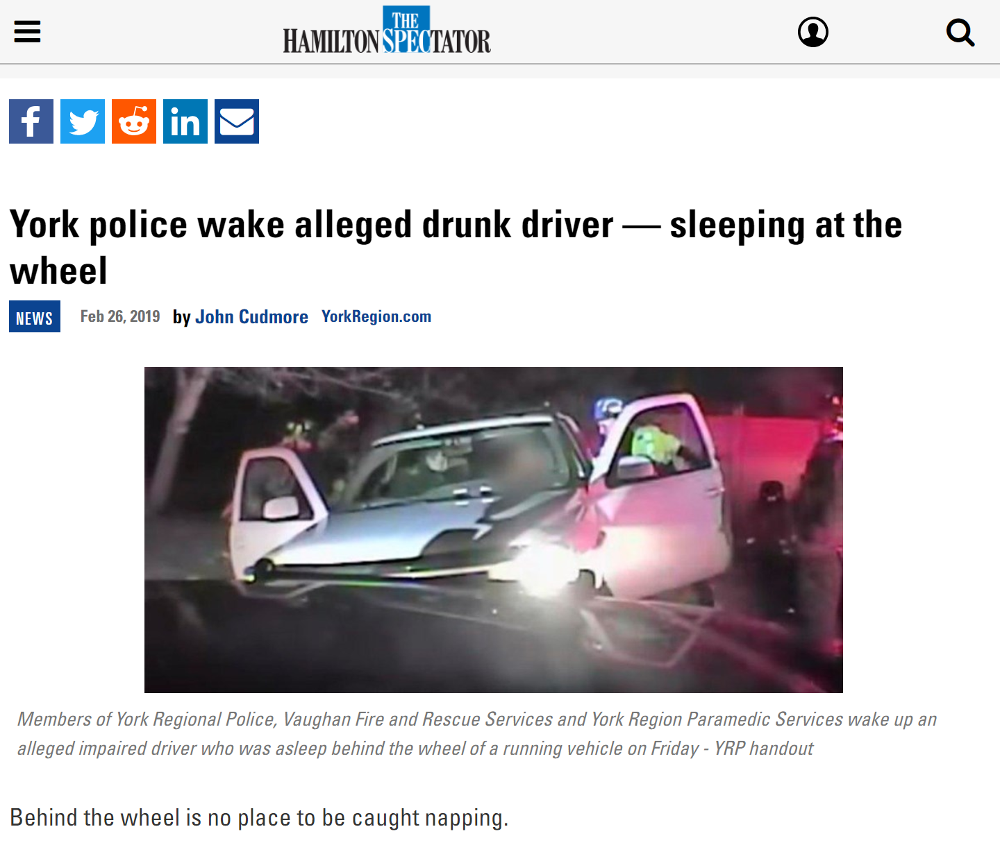 THE
HAMILTON SPECTATOR
York police wake alleged drunk driver — sleeping at the
wheel
NEWS Feb 26, 2019 by John Cudmore YorkRegion.com
Members of York Regional Police, Vaughan Fire and Rescue Services and York Region Paramedic Services wake up an
alleged impaired driver who was asleep behind the wheel of a running vehicle on Friday - YRP handout
Behind the wheel is no place to be caught napping.